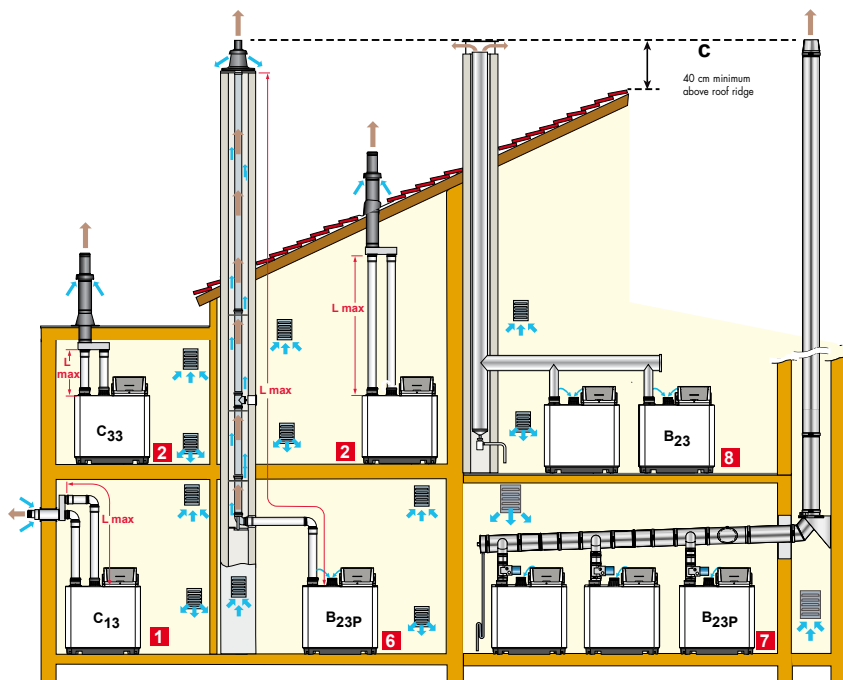 C
40 cm minimum
above roof ridge
L max
L
max
L max
C33
2
2
B23
8
L max
C13
1
B23P
6
B23P
7